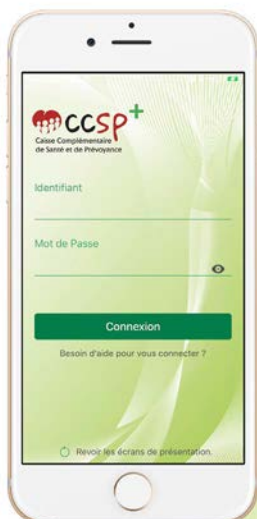 CCSP+
Caisse Complémentaire
de Santé et de Prévoyance
Identifiant
Mot de Passe
Connexion
Besoin d'aide pour vous connecter ?
Revoir les écrans de présentation.